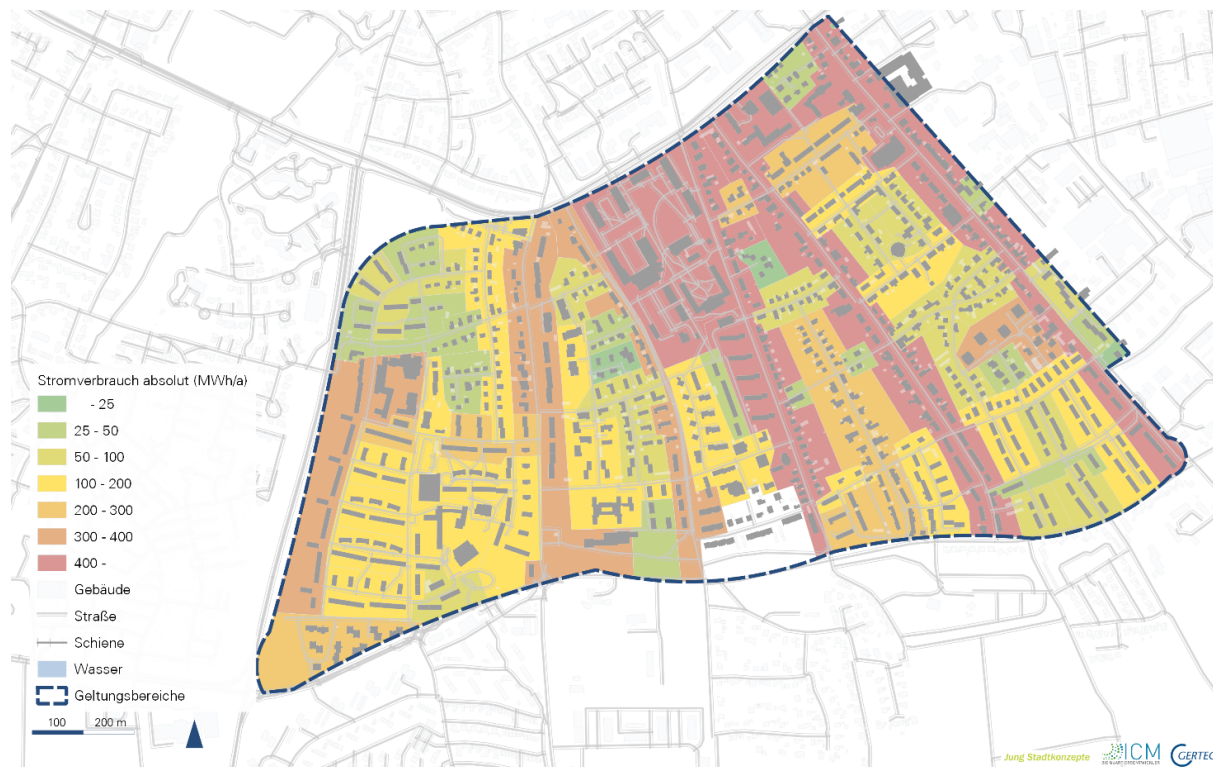 Stromverbrauch absolut (MWh/a)
- 25
25 - 50
50 - 100
100 - 200
200 - 300
300 - 400
400 -
Gebäude
Straße
Schiene
Wasser
Geltungsbereiche
100 200 m
Jung Stadtkonzepte
ICM
GERTEC